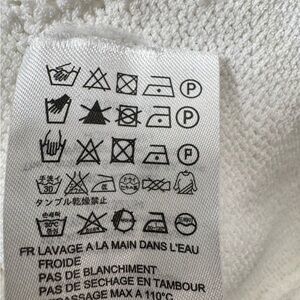 P
P
P
30
タンブル乾燥禁止
FR LAVAGE A LA MAIN DANS L'EAU
FROIDE
PAS DE BLANCHIMENT
PAS DE SECHAGE EN TAMBOUR
MAX A 110°C